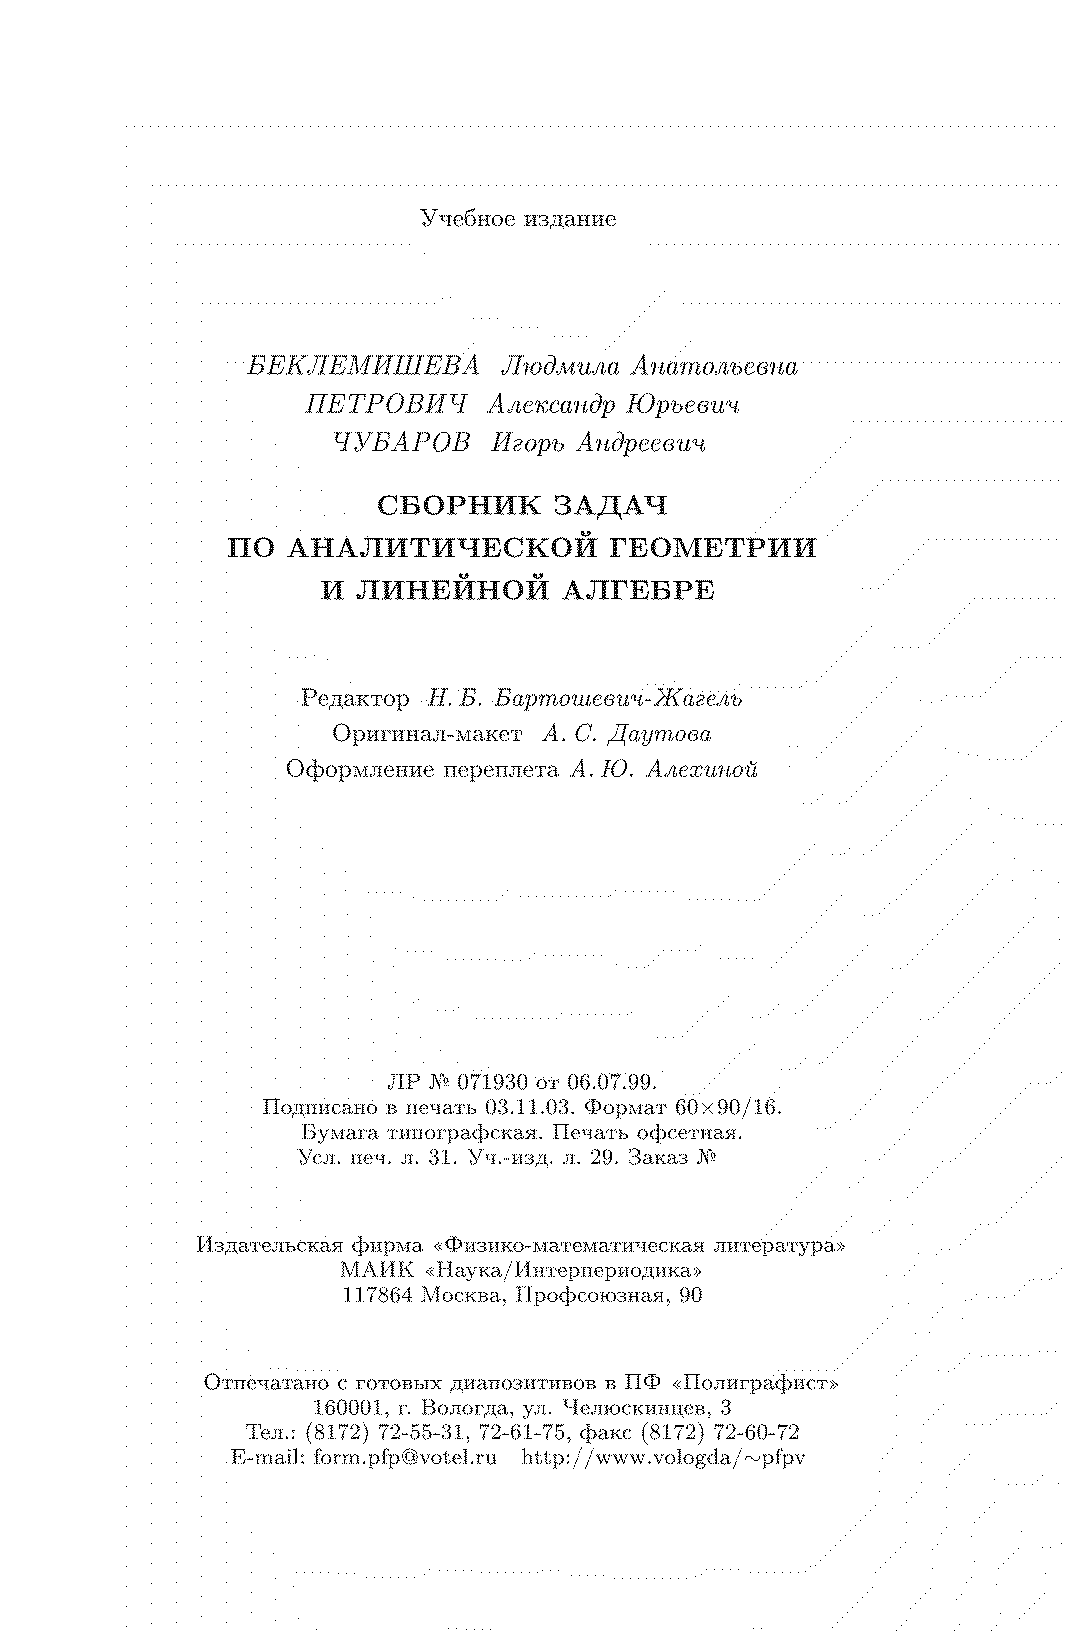 Учебное издание
БЕКЛЕМИШЕВА Людмила Анатольевна
ПЕТРОВИЧ Александр Юрьевич
ЧУБАРОВ Игорь Андреевич
СБОРНИК ЗАДАЧ
ПО АНАЛИТИЧЕСКОЙ ГЕОМЕТРИИ
И ЛИНЕЙНОЙ АЛГЕБРЕ
Редактор Н. Б. Бартошевич-Жагель
Оригинал-макет А. С. Даутова
Оформление переплета А. Ю. Алехиной
ЛР № 071930 от 06.07.99.
Подписано в печать 03.11.03. Формат 60×90/16.
Бумага типографская. Печать офсетная.
Усл. печ. л. 31. Уч.-изд. л. 29. Заказ №
Издательская фирма «Физико-математическая литература»
МАИК «Наука/Интерпериодика»
117864 Москва, Профсоюзная, 90
Отпечатано с готовых диапозитивов в ПФ «Полиграфист»
160001, г. Вологда, ул. Челюскинцев, 3
Тел.: (8172) 72-55-31, 72-61-75, факс (8172) 72-60-72
E-mail: form.pfp@votel.ru http://www.vologda/~pfpv